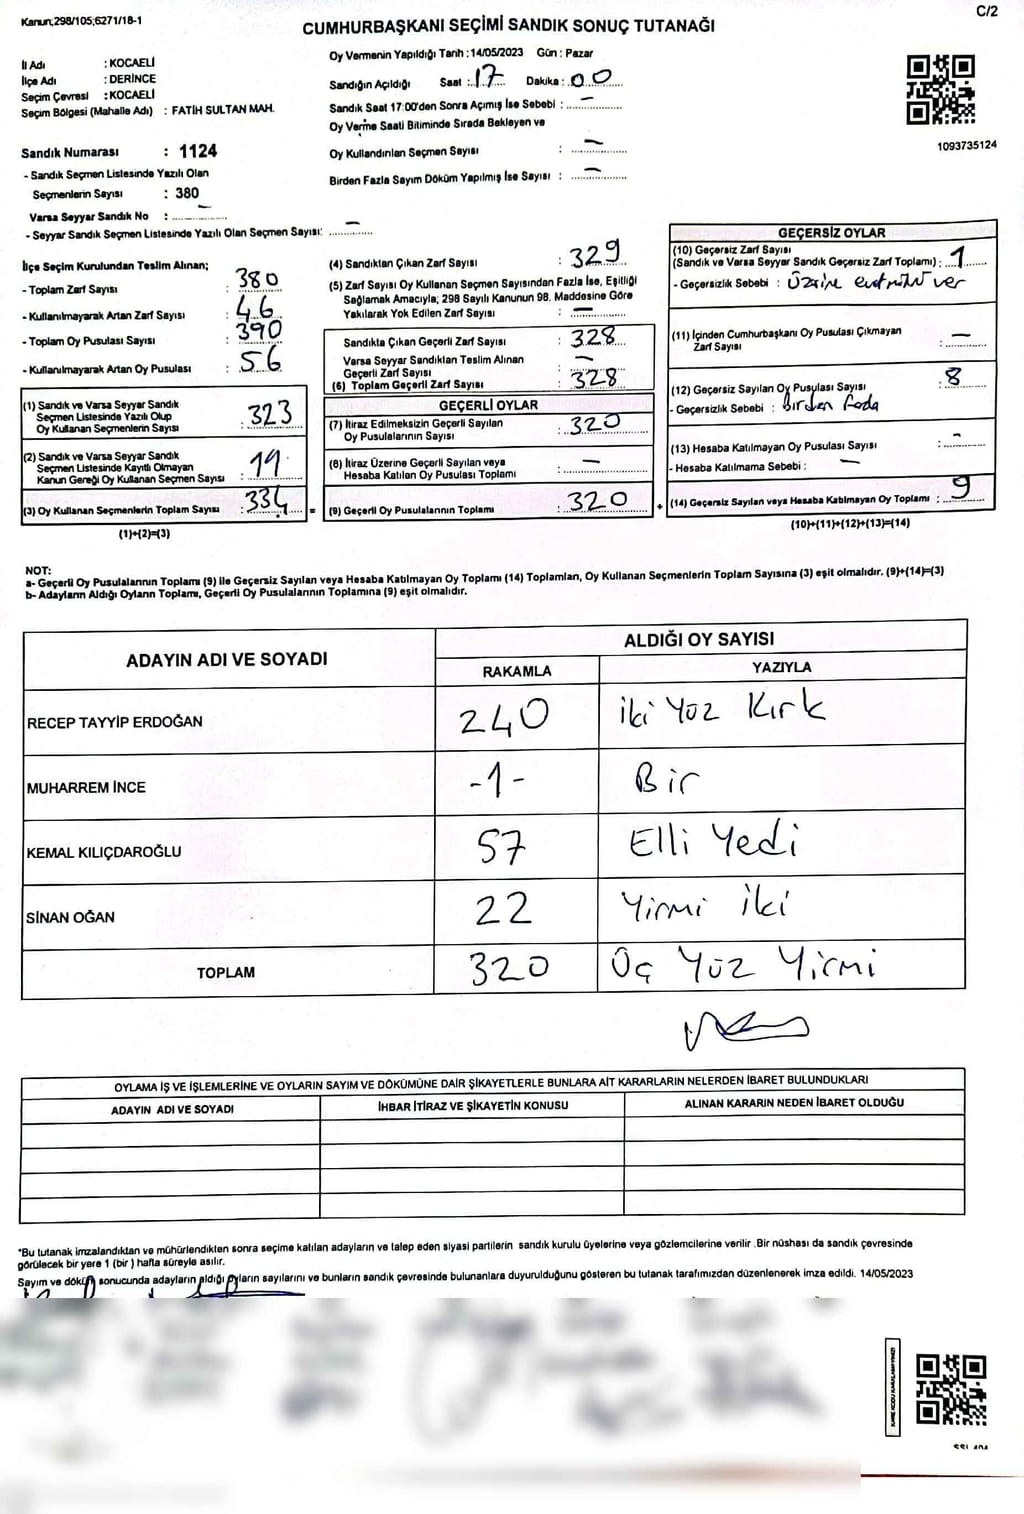 Kanun;298/105;6271/18-1
C/2
CUMHURBAŞKANI SEÇİMİ SANDIK SONUÇ TUTANAĞI
İl Adı : KOCAELİ
İlçe Adı : DERİNCE
Seçim Çevresi : KOCAELİ
Seçim Bölgesi (Mahalle Adı) : FATİH SULTAN MAH.
Sandık Numarası : 1124
- Sandık Seçmen Listesinde Yazılı Olan
Seçmenlerin Sayısı : 380
Varsa Seyyar Sandık No : –
- Seyyar Sandık Seçmen Listesinde Yazılı Olan Seçmen Sayısı: –
Oy Vermenin Yapıldığı Tarih : 14/05/2023 Gün : Pazar
Sandığın Açıldığı Saat : 17 Dakika : 00
Sandık Saat 17:00'den Sonra Açımış İse Sebebi : –
Oy Verme Saati Bitiminde Sırada Bekleyen ve
Oy Kullandırılan Seçmen Sayısı : –
Birden Fazla Sayım Döküm Yapılmış İse Sayısı : –
1093735124
İlçe Seçim Kurulundan Teslim Alınan;
- Toplam Zarf Sayısı : 380
- Kullanılmayarak Artan Zarf Sayısı : 46
- Toplam Oy Pusulası Sayısı : 390
- Kullanılmayarak Artan Oy Pusulası : 56
(1) Sandık ve Varsa Seyyar Sandık
Seçmen Listesinde Yazılı Olup
Oy Kullanan Seçmenlerin Sayısı : 323
(2) Sandık ve Varsa Seyyar Sandık
Seçmen Listesinde Kayıtlı Olmayan
Kanun Gereği Oy Kullanan Seçmen Sayısı : 11
(3) Oy Kullanan Seçmenlerin Toplam Sayısı : 334 =
(1)+(2)=(3)
(4) Sandıktan Çıkan Zarf Sayısı : 329
(5) Zarf Sayısı Oy Kullanan Seçmen Sayısından Fazla İse, Eşitliği
Sağlamak Amacıyla; 298 Sayılı Kanunun 98. Maddesine Göre
Yakılarak Yok Edilen Zarf Sayısı : –
Sandıkta Çıkan Geçerli Zarf Sayısı : 328
Varsa Seyyar Sandıktan Teslim Alınan
Geçerli Zarf Sayısı –
(6) Toplam Geçerli Zarf Sayısı : 328
GEÇERLİ OYLAR
(7) İtiraz Edilmeksizin Geçerli Sayılan
Oy Pusulalarının Sayısı : 320
(8) İtiraz Üzerine Geçerli Sayılan veya
Hesaba Katılan Oy Pusulası Toplamı : –
(9) Geçerli Oy Pusulalarının Toplamı : 320 +
GEÇERSİZ OYLAR
(10) Geçersiz Zarf Sayısı
(Sandık ve Varsa Seyyar Sandık Geçersiz Zarf Toplamı) : 1
- Geçersizlik Sebebi : Üzerine mühür ver
(11) İçinden Cumhurbaşkanı Oy Pusulası Çıkmayan
Zarf Sayısı : –
(12) Geçersiz Sayılan Oy Pusulası Sayısı : 8
- Geçersizlik Sebebi : Birden fazla
(13) Hesaba Katılmayan Oy Pusulası Sayısı : –
- Hesaba Katılmama Sebebi : –
(14) Geçersiz Sayılan veya Hesaba Katılmayan Oy Toplamı : 9
(10)+(11)+(12)+(13)=(14)
NOT:
a- Geçerli Oy Pusulalarının Toplamı (9) ile Geçersiz Sayılan veya Hesaba Katılmayan Oy Toplamı (14) Toplamları, Oy Kullanan Seçmenlerin Toplam Sayısına (3) eşit olmalıdır. (9)+(14)=(3)
b- Adayların Aldığı Oyların Toplamı, Geçerli Oy Pusulalarının Toplamına (9) eşit olmalıdır.
ADAYIN ADI VE SOYADI
ALDIĞI OY SAYISI
RAKAMLA YAZIYLA
RECEP TAYYİP ERDOĞAN 240 İki Yüz Kırk
MUHARREM İNCE -1- Bir
KEMAL KILIÇDAROĞLU 57 Elli Yedi
SİNAN OĞAN 22 Yirmi İki
TOPLAM 320 Üç Yüz Yirmi
OYLAMA İŞ VE İŞLEMLERİNE VE OYLARIN SAYIM VE DÖKÜMÜNE DAİR ŞİKAYETLERLE BUNLARA AİT KARARLARIN NELERDEN İBARET BULUNDUKLARI
ADAYIN ADI VE SOYADI İHBAR İTİRAZ VE ŞİKAYETİN KONUSU ALINAN KARARIN NEDEN İBARET OLDUĞU
*Bu tutanak imzalandıktan ve mühürlendikten sonra seçime katılan adayların ve talep eden siyasi partilerin sandık kurulu üyelerine veya gözlemcilerine verilir .Bir nüshası da sandık çevresinde
görülecek bir yere 1 (bir ) hafta süreyle asılır.
Sayım ve döküm sonucunda adayların aldığı oyların sayılarını ve bunların sandık çevresinde bulunanlara duyurulduğunu gösteren bu tutanak tarafımızdan düzenlenerek imza edildi. 14/05/2023